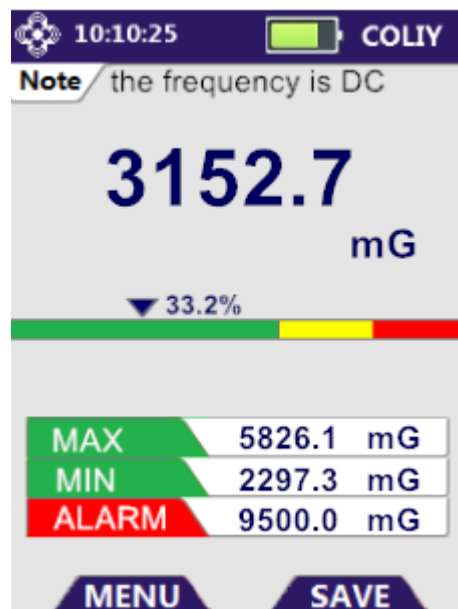 10:10:25 COLIY
Note the frequency is DC
3152.7
mG
33.2%
MAX 5826.1 mG
MIN 2297.3 mG
ALARM 9500.0 mG
MENU SAVE